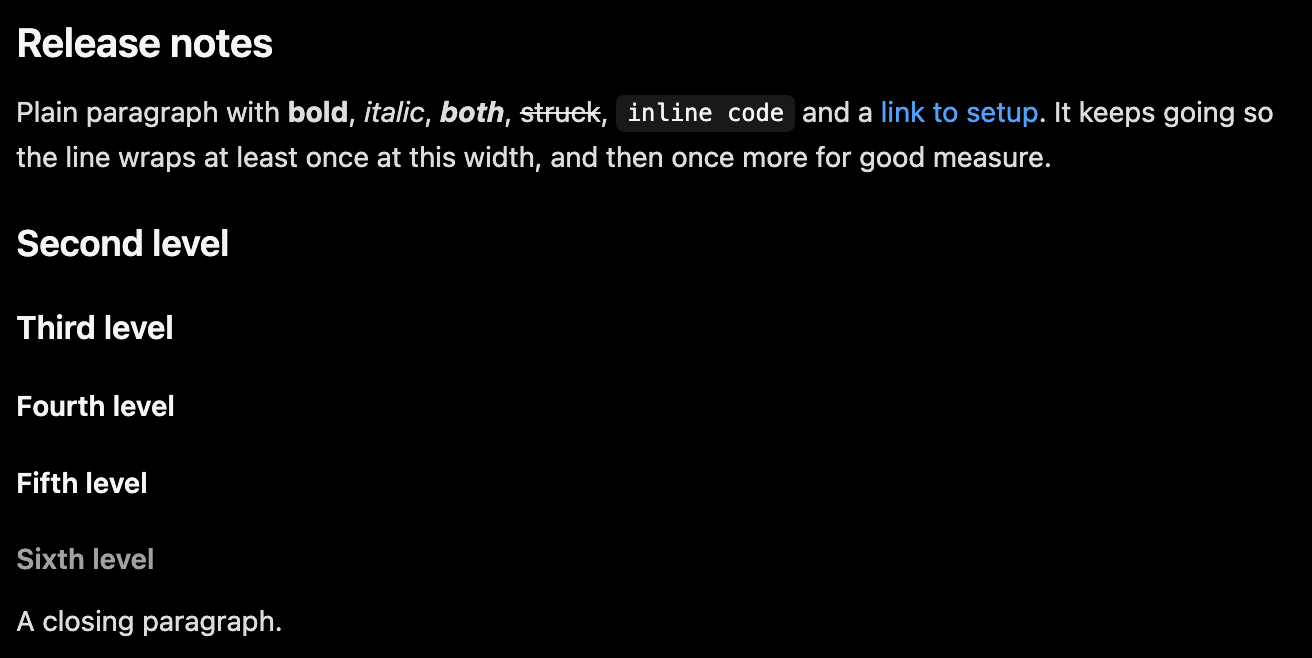 Release notes
Plain paragraph with bold, italic, both, struck, inline code and a link to setup. It keeps going so
the line wraps at least once at this width, and then once more for good measure.
Second level
Third level
Fourth level
Fifth level
Sixth level
A closing paragraph.